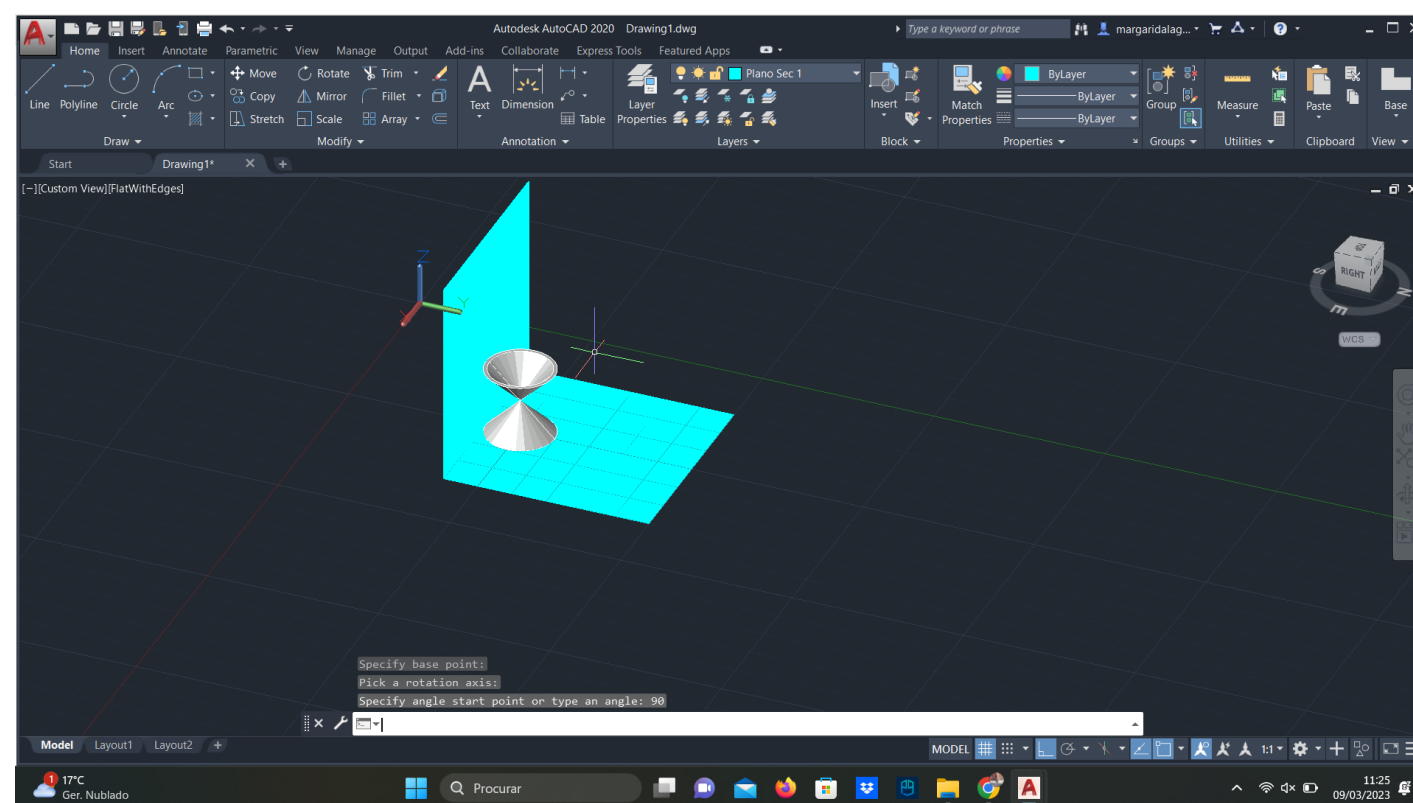 Autodesk AutoCAD 2020 Drawing1.dwg
Type a keyword or phrase
margaridalag...
Home Insert Annotate Parametric View Manage Output Add-ins Collaborate Express Tools Featured Apps
Move Rotate Trim
Plano Sec 1
ByLayer
Line Polyline Circle Arc
Copy Mirror Fillet
Text Dimension
Layer Properties
Insert
Match Properties
ByLayer
Group
Measure
Paste
Base
Stretch Scale Array
Table
ByLayer
Draw Modify Annotation Layers Block Properties Groups Utilities Clipboard View
Start Drawing1*
[−][Custom View][FlatWithEdges]
Z
Y
X
RIGHT
N
E
S
WCS
Specify base point:
Pick a rotation axis:
Specify angle start point or type an angle: 90
Model Layout1 Layout2
MODEL
1:1
1
17°C
Ger. Nublado
Procurar
11:25
09/03/2023